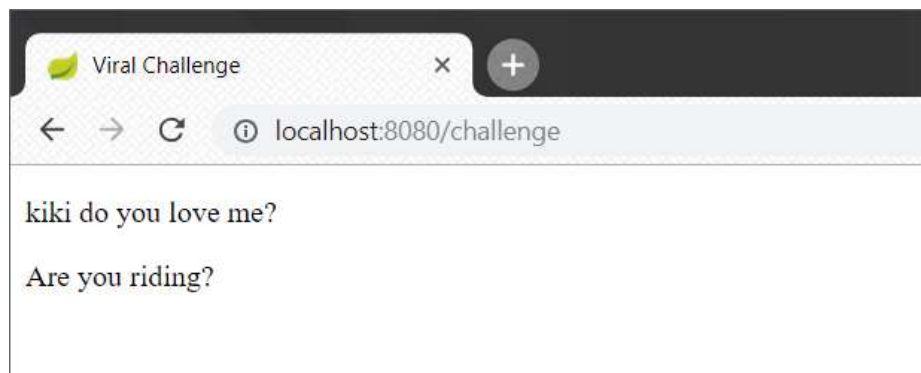 Viral Challenge
localhost:8080/challenge
kiki do you love me?
Are you riding?